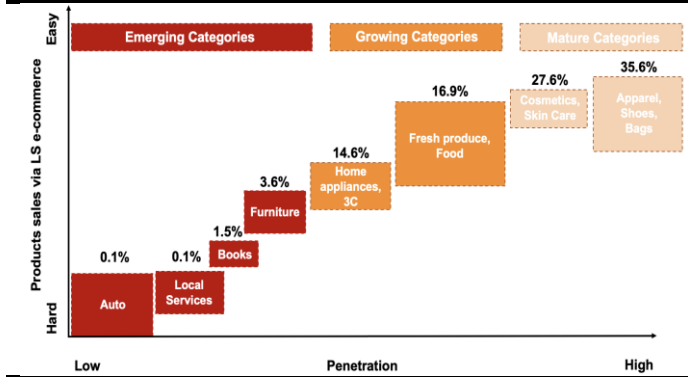 Easy
Products sales via LS e-commerce
Hard
Emerging Categories
Growing Categories
Mature Categories
35.6%
Apparel,
Shoes,
Bags
27.6%
Cosmetics,
Skin Care
16.9%
Fresh produce,
Food
14.6%
Home
appliances,
3C
3.6%
Furniture
1.5%
Books
0.1%
Local
Services
0.1%
Auto
Low
Penetration
High